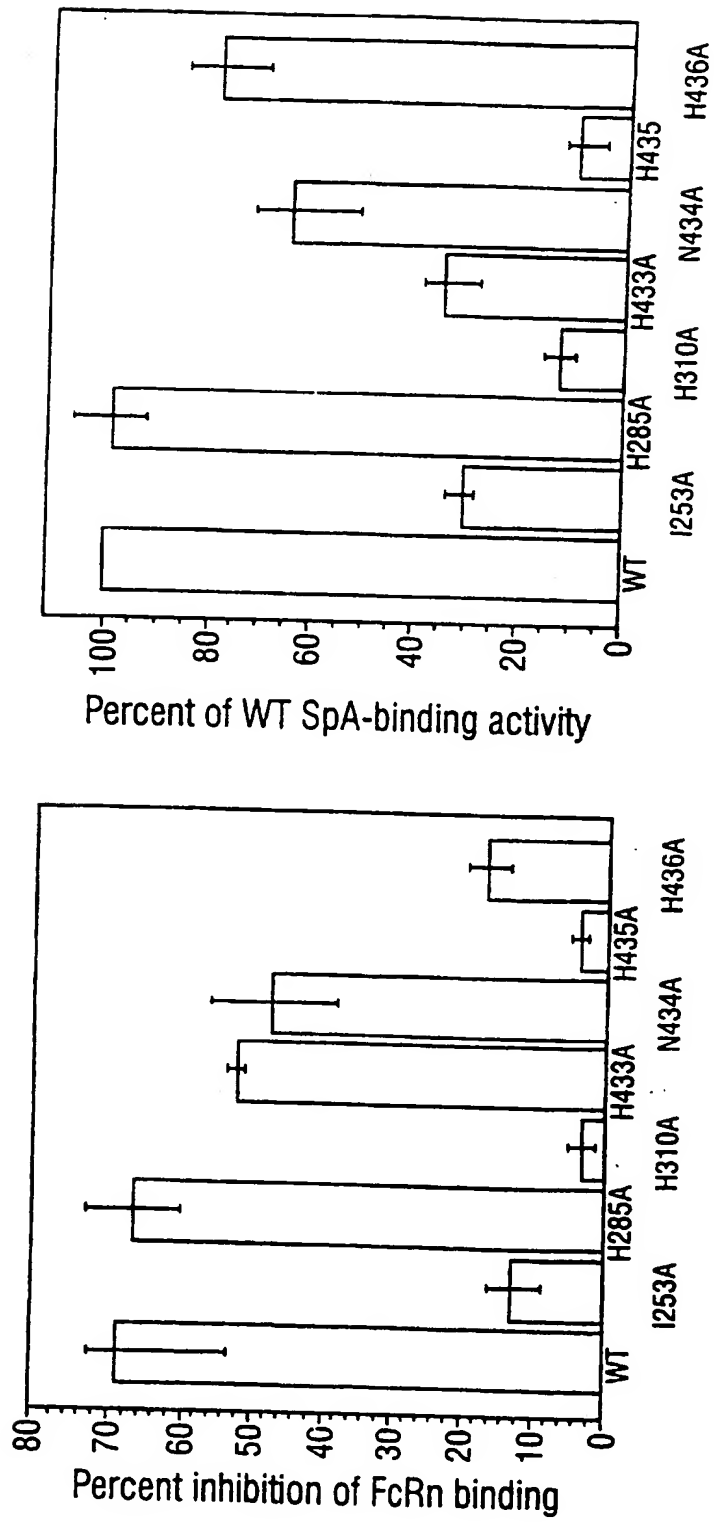 Percent of WT SpA-binding activity
100
80
60
40
20
0
WT
I253A
H285A
H310A
H433A
N434A
H435
H436A
Percent inhibition of FcRn binding
80
70
60
50
40
30
20
10
0
WT
I253A
H285A
H310A
H433A
N434A
H435A
H436A